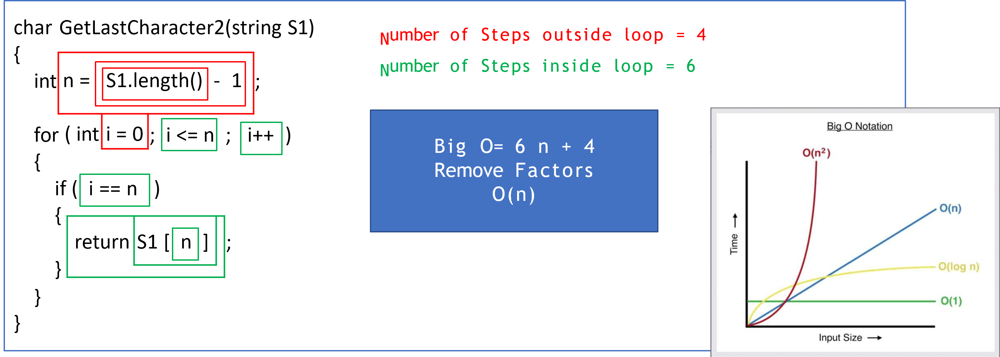 char GetLastCharacter2(string S1)
{
int n = S1.length() - 1 ;
for ( int i = 0 ; i <= n ; i++ )
{
if ( i == n )
{
return S1 [ n ] ;
}
}
}
Number of Steps outside loop = 4
Number of Steps inside loop = 6
Big O= 6 n + 4
Remove Factors
O(n)
Big O Notation
O(n²)
O(n)
O(log n)
O(1)
Time →
Input Size →